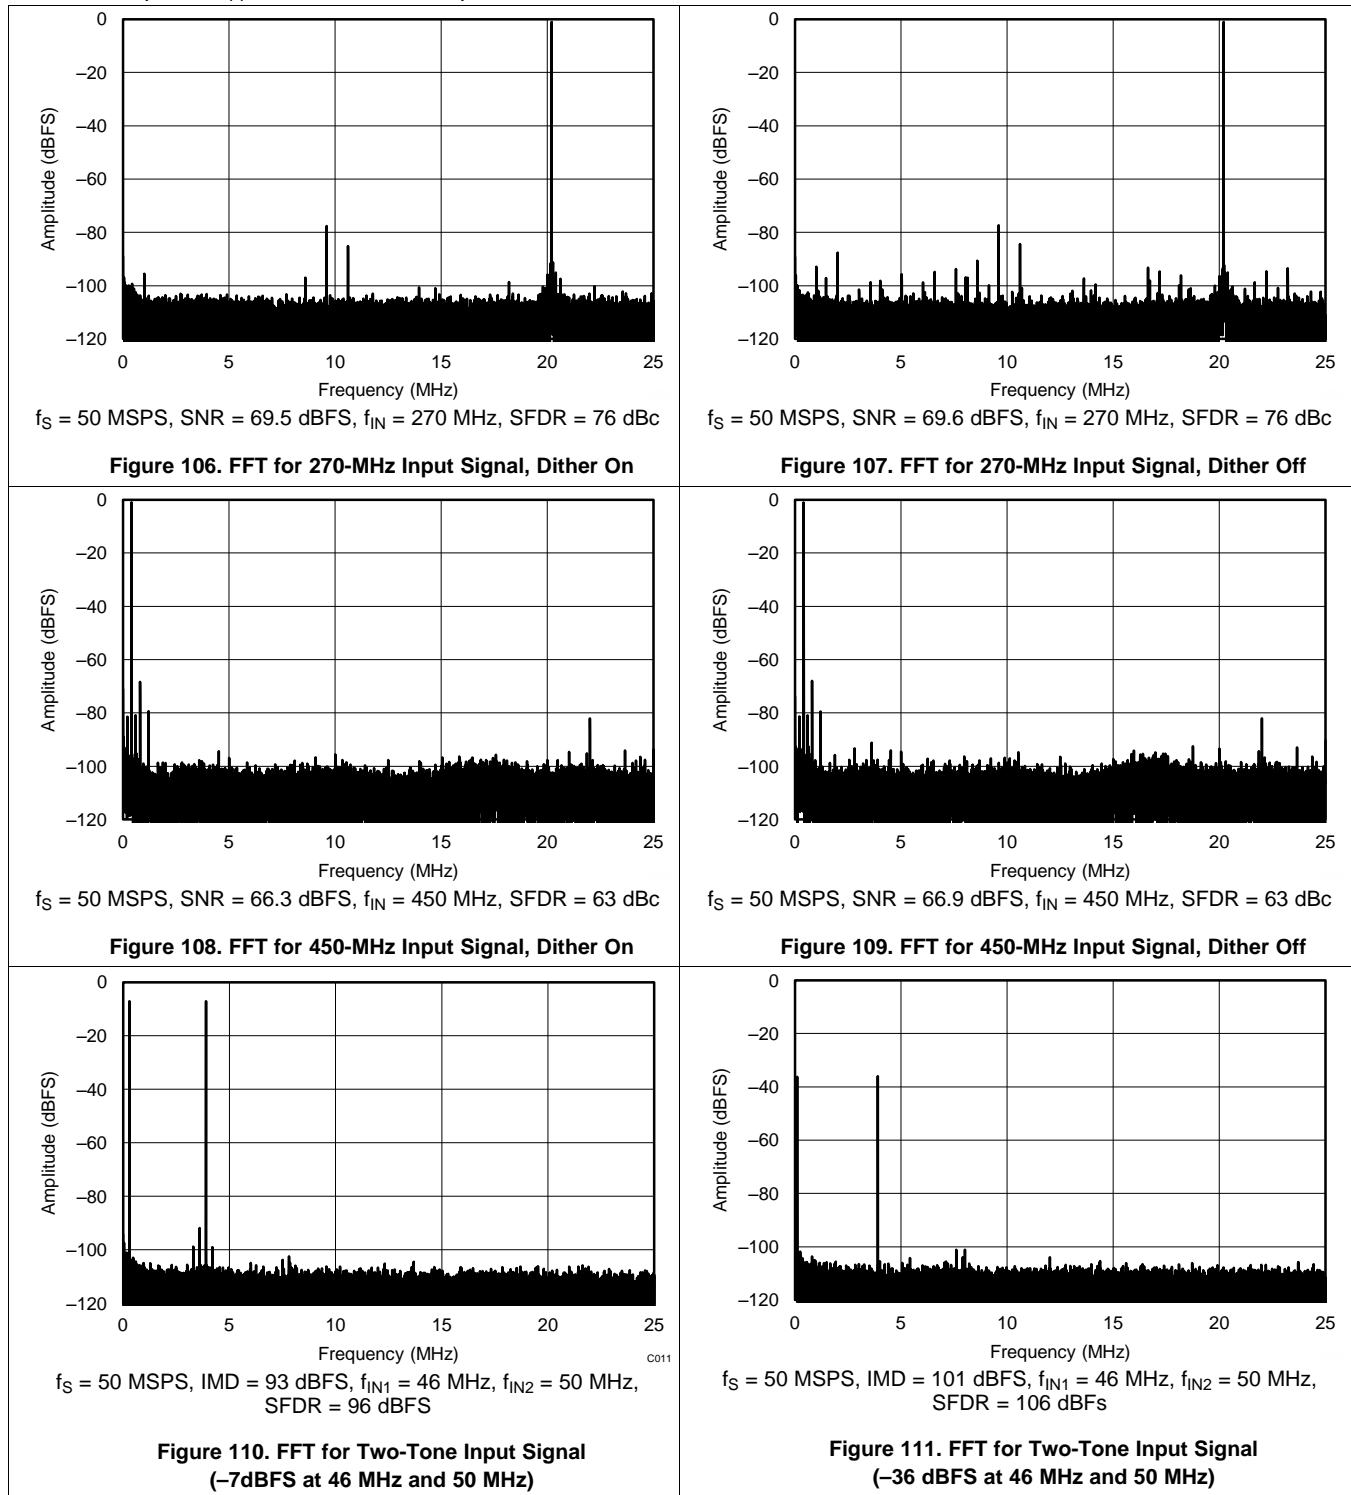 0
–20
–40
–60
–80
–100
–120
Amplitude (dBFS)
0 5 10 15 20 25
Frequency (MHz)
fS = 50 MSPS, SNR = 69.5 dBFS, fIN = 270 MHz, SFDR = 76 dBc
Figure 106. FFT for 270-MHz Input Signal, Dither On
0
–20
–40
–60
–80
–100
–120
Amplitude (dBFS)
0 5 10 15 20 25
Frequency (MHz)
fS = 50 MSPS, SNR = 69.6 dBFS, fIN = 270 MHz, SFDR = 76 dBc
Figure 107. FFT for 270-MHz Input Signal, Dither Off
0
–20
–40
–60
–80
–100
–120
Amplitude (dBFS)
0 5 10 15 20 25
Frequency (MHz)
fS = 50 MSPS, SNR = 66.3 dBFS, fIN = 450 MHz, SFDR = 63 dBc
Figure 108. FFT for 450-MHz Input Signal, Dither On
0
–20
–40
–60
–80
–100
–120
Amplitude (dBFS)
0 5 10 15 20 25
Frequency (MHz)
fS = 50 MSPS, SNR = 66.9 dBFS, fIN = 450 MHz, SFDR = 63 dBc
Figure 109. FFT for 450-MHz Input Signal, Dither Off
0
–20
–40
–60
–80
–100
–120
Amplitude (dBFS)
0 5 10 15 20 25
Frequency (MHz)
C011
fS = 50 MSPS, IMD = 93 dBFS, fIN1 = 46 MHz, fIN2 = 50 MHz,
SFDR = 96 dBFS
Figure 110. FFT for Two-Tone Input Signal
(–7dBFS at 46 MHz and 50 MHz)
0
–20
–40
–60
–80
–100
–120
Amplitude (dBFS)
0 5 10 15 20 25
Frequency (MHz)
fS = 50 MSPS, IMD = 101 dBFS, fIN1 = 46 MHz, fIN2 = 50 MHz,
SFDR = 106 dBFs
Figure 111. FFT for Two-Tone Input Signal
(–36 dBFS at 46 MHz and 50 MHz)